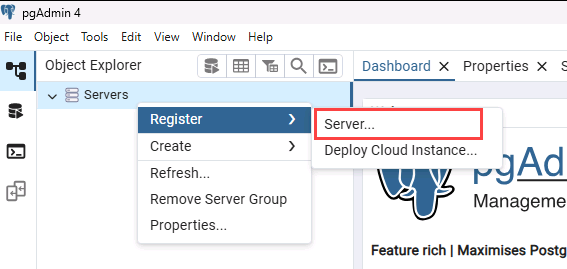 pgAdmin 4
File Object Tools Edit View Window Help
Object Explorer
Dashboard Properties S
Servers
Register
Server...
Create
Deploy Cloud Instance...
Refresh...
Remove Server Group
Properties...
pgAd
Management
Feature rich | Maximises Postg